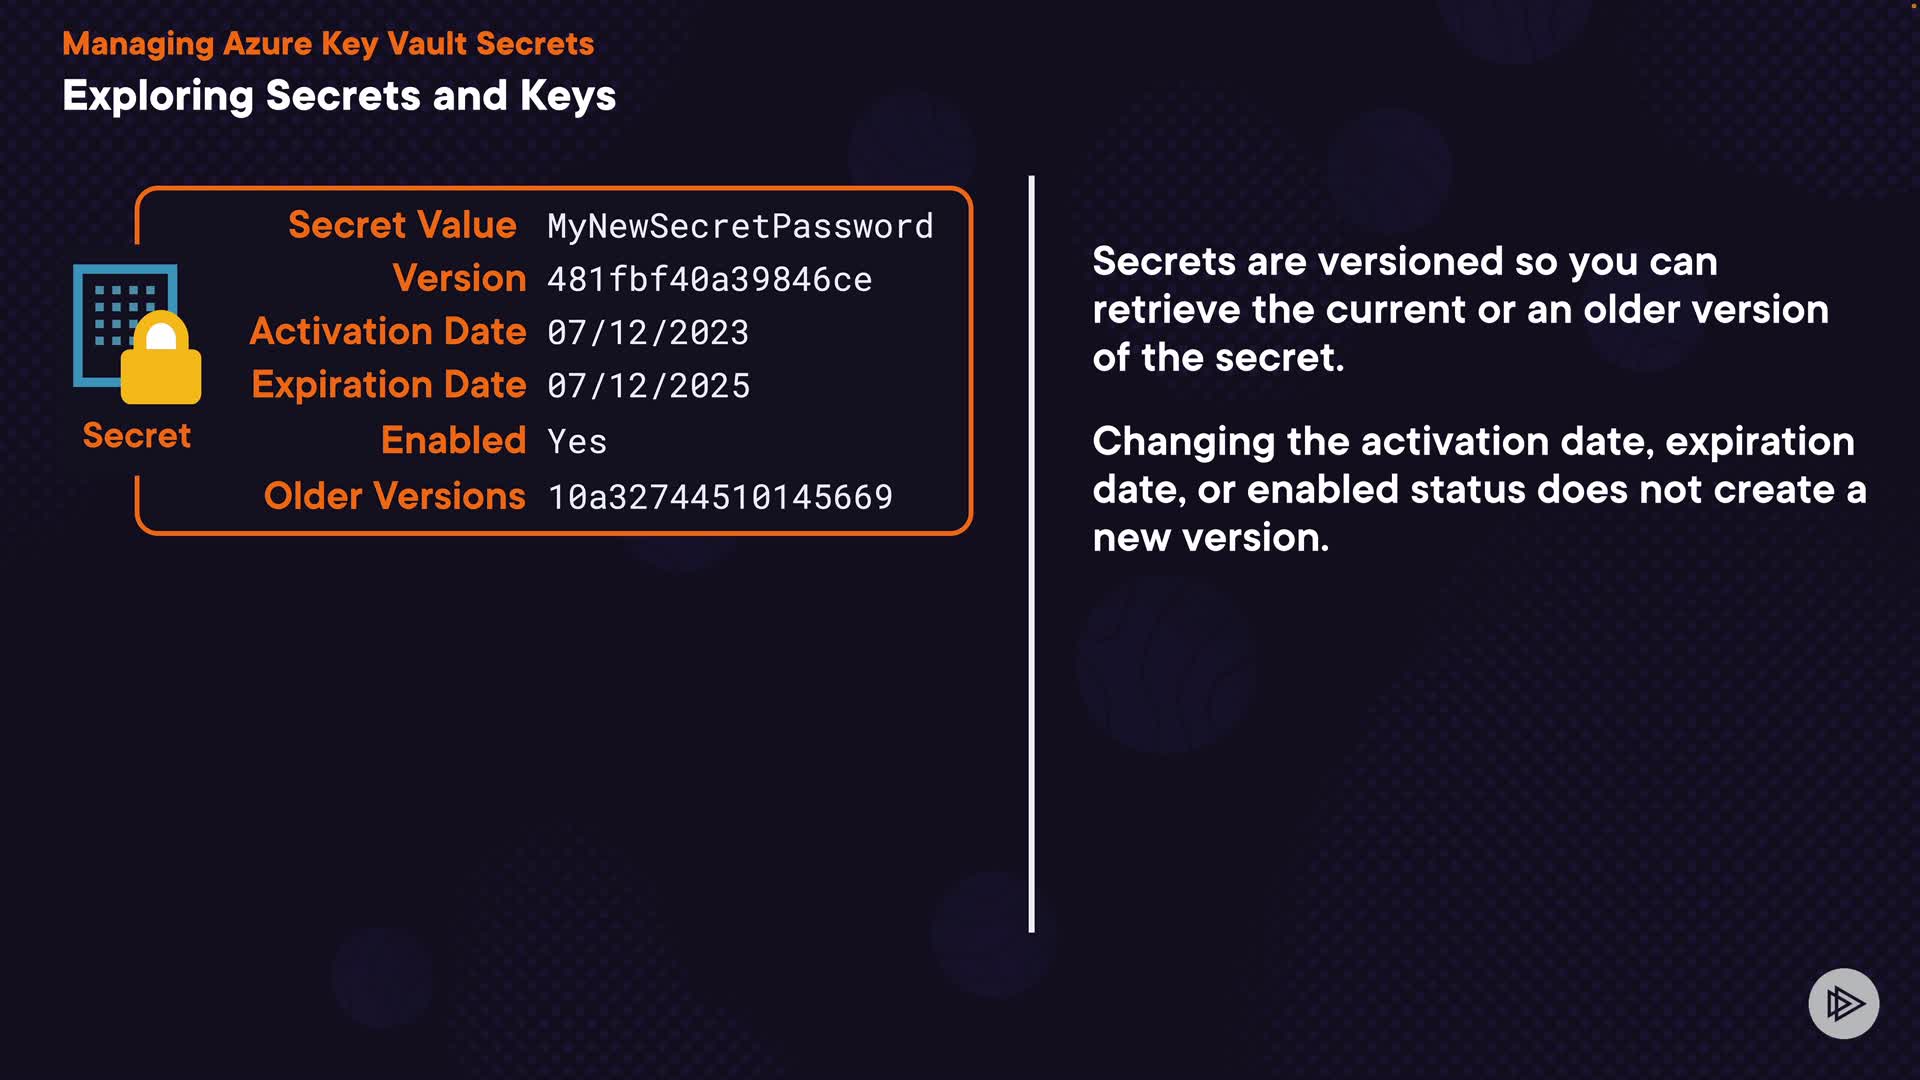 Managing Azure Key Vault Secrets
Exploring Secrets and Keys
Secret
Secret Value MyNewSecretPassword
Version 481fbf40a39846ce
Activation Date 07/12/2023
Expiration Date 07/12/2025
Enabled Yes
Older Versions 10a32744510145669
Secrets are versioned so you can
retrieve the current or an older version
of the secret.
Changing the activation date, expiration
date, or enabled status does not create a
new version.